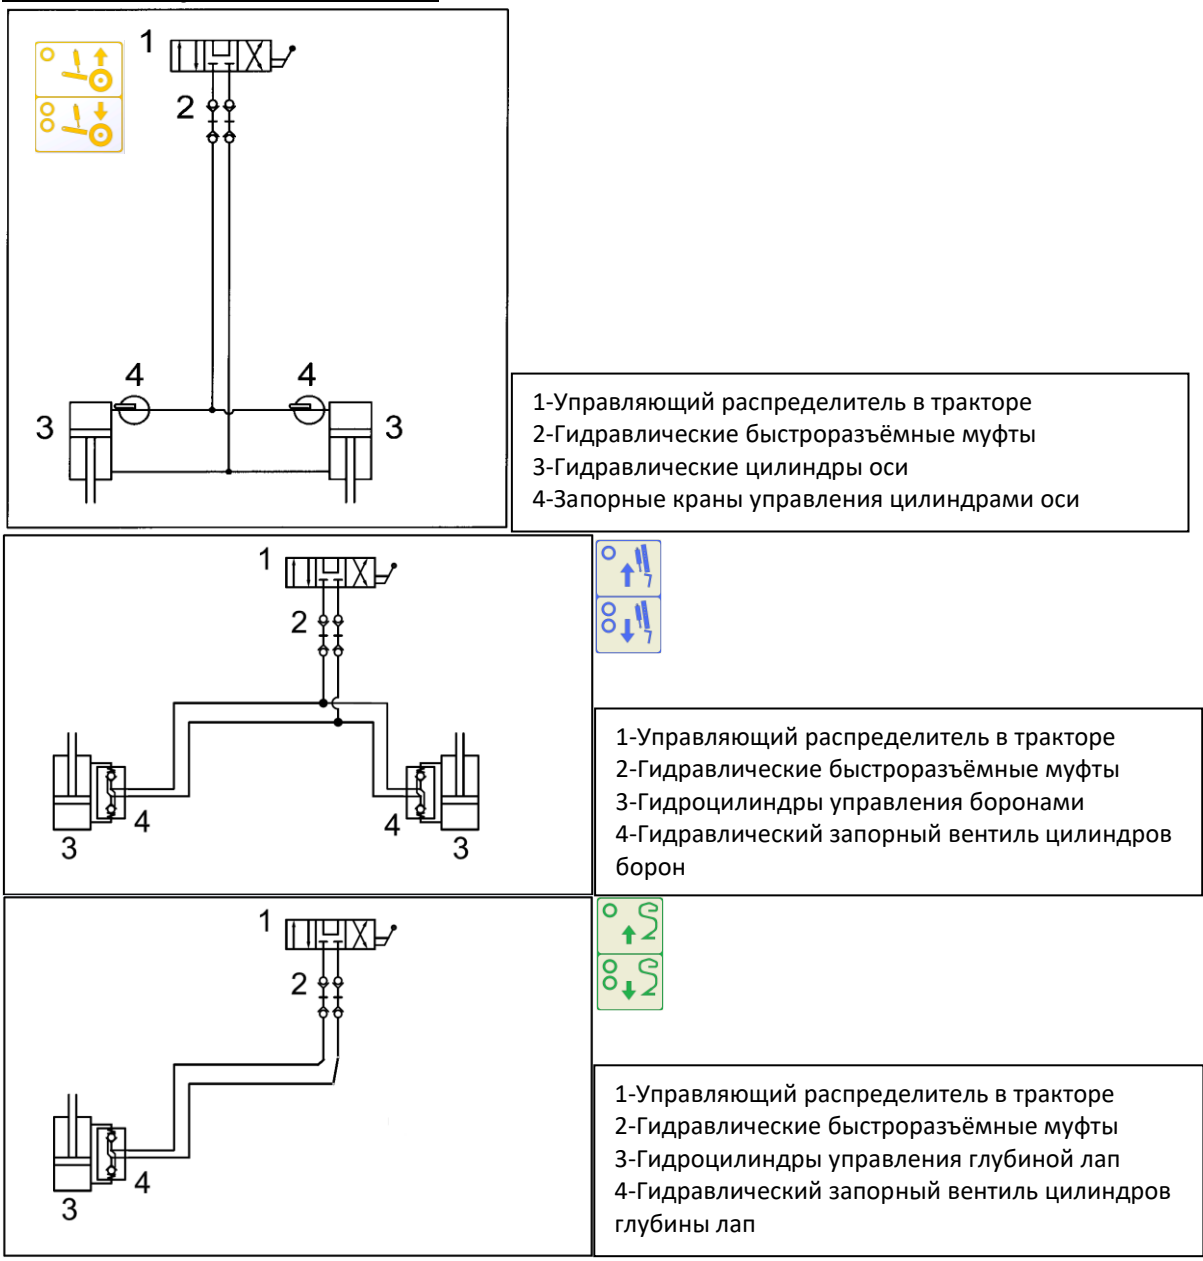 1
2
4 4
3 3
1-Управляющий распределитель в тракторе
2-Гидравлические быстроразъёмные муфты
3-Гидравлические цилиндры оси
4-Запорные краны управления цилиндрами оси
1
2
4 4
3 3
1-Управляющий распределитель в тракторе
2-Гидравлические быстроразъёмные муфты
3-Гидроцилиндры управления боронами
4-Гидравлический запорный вентиль цилиндров
борон
1
2
4
3
1-Управляющий распределитель в тракторе
2-Гидравлические быстроразъёмные муфты
3-Гидроцилиндры управления глубиной лап
4-Гидравлический запорный вентиль цилиндров
глубины лап